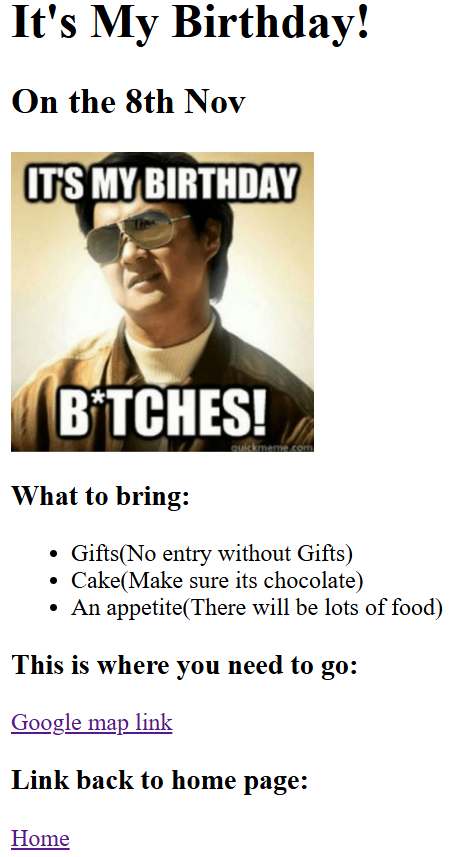 It's My Birthday!
On the 8th Nov
IT'S MY BIRTHDAY
B*TCHES!
quickmeme.com
What to bring:
Gifts(No entry without Gifts)
Cake(Make sure its chocolate)
An appetite(There will be lots of food)
This is where you need to go:
Google map link
Link back to home page:
Home